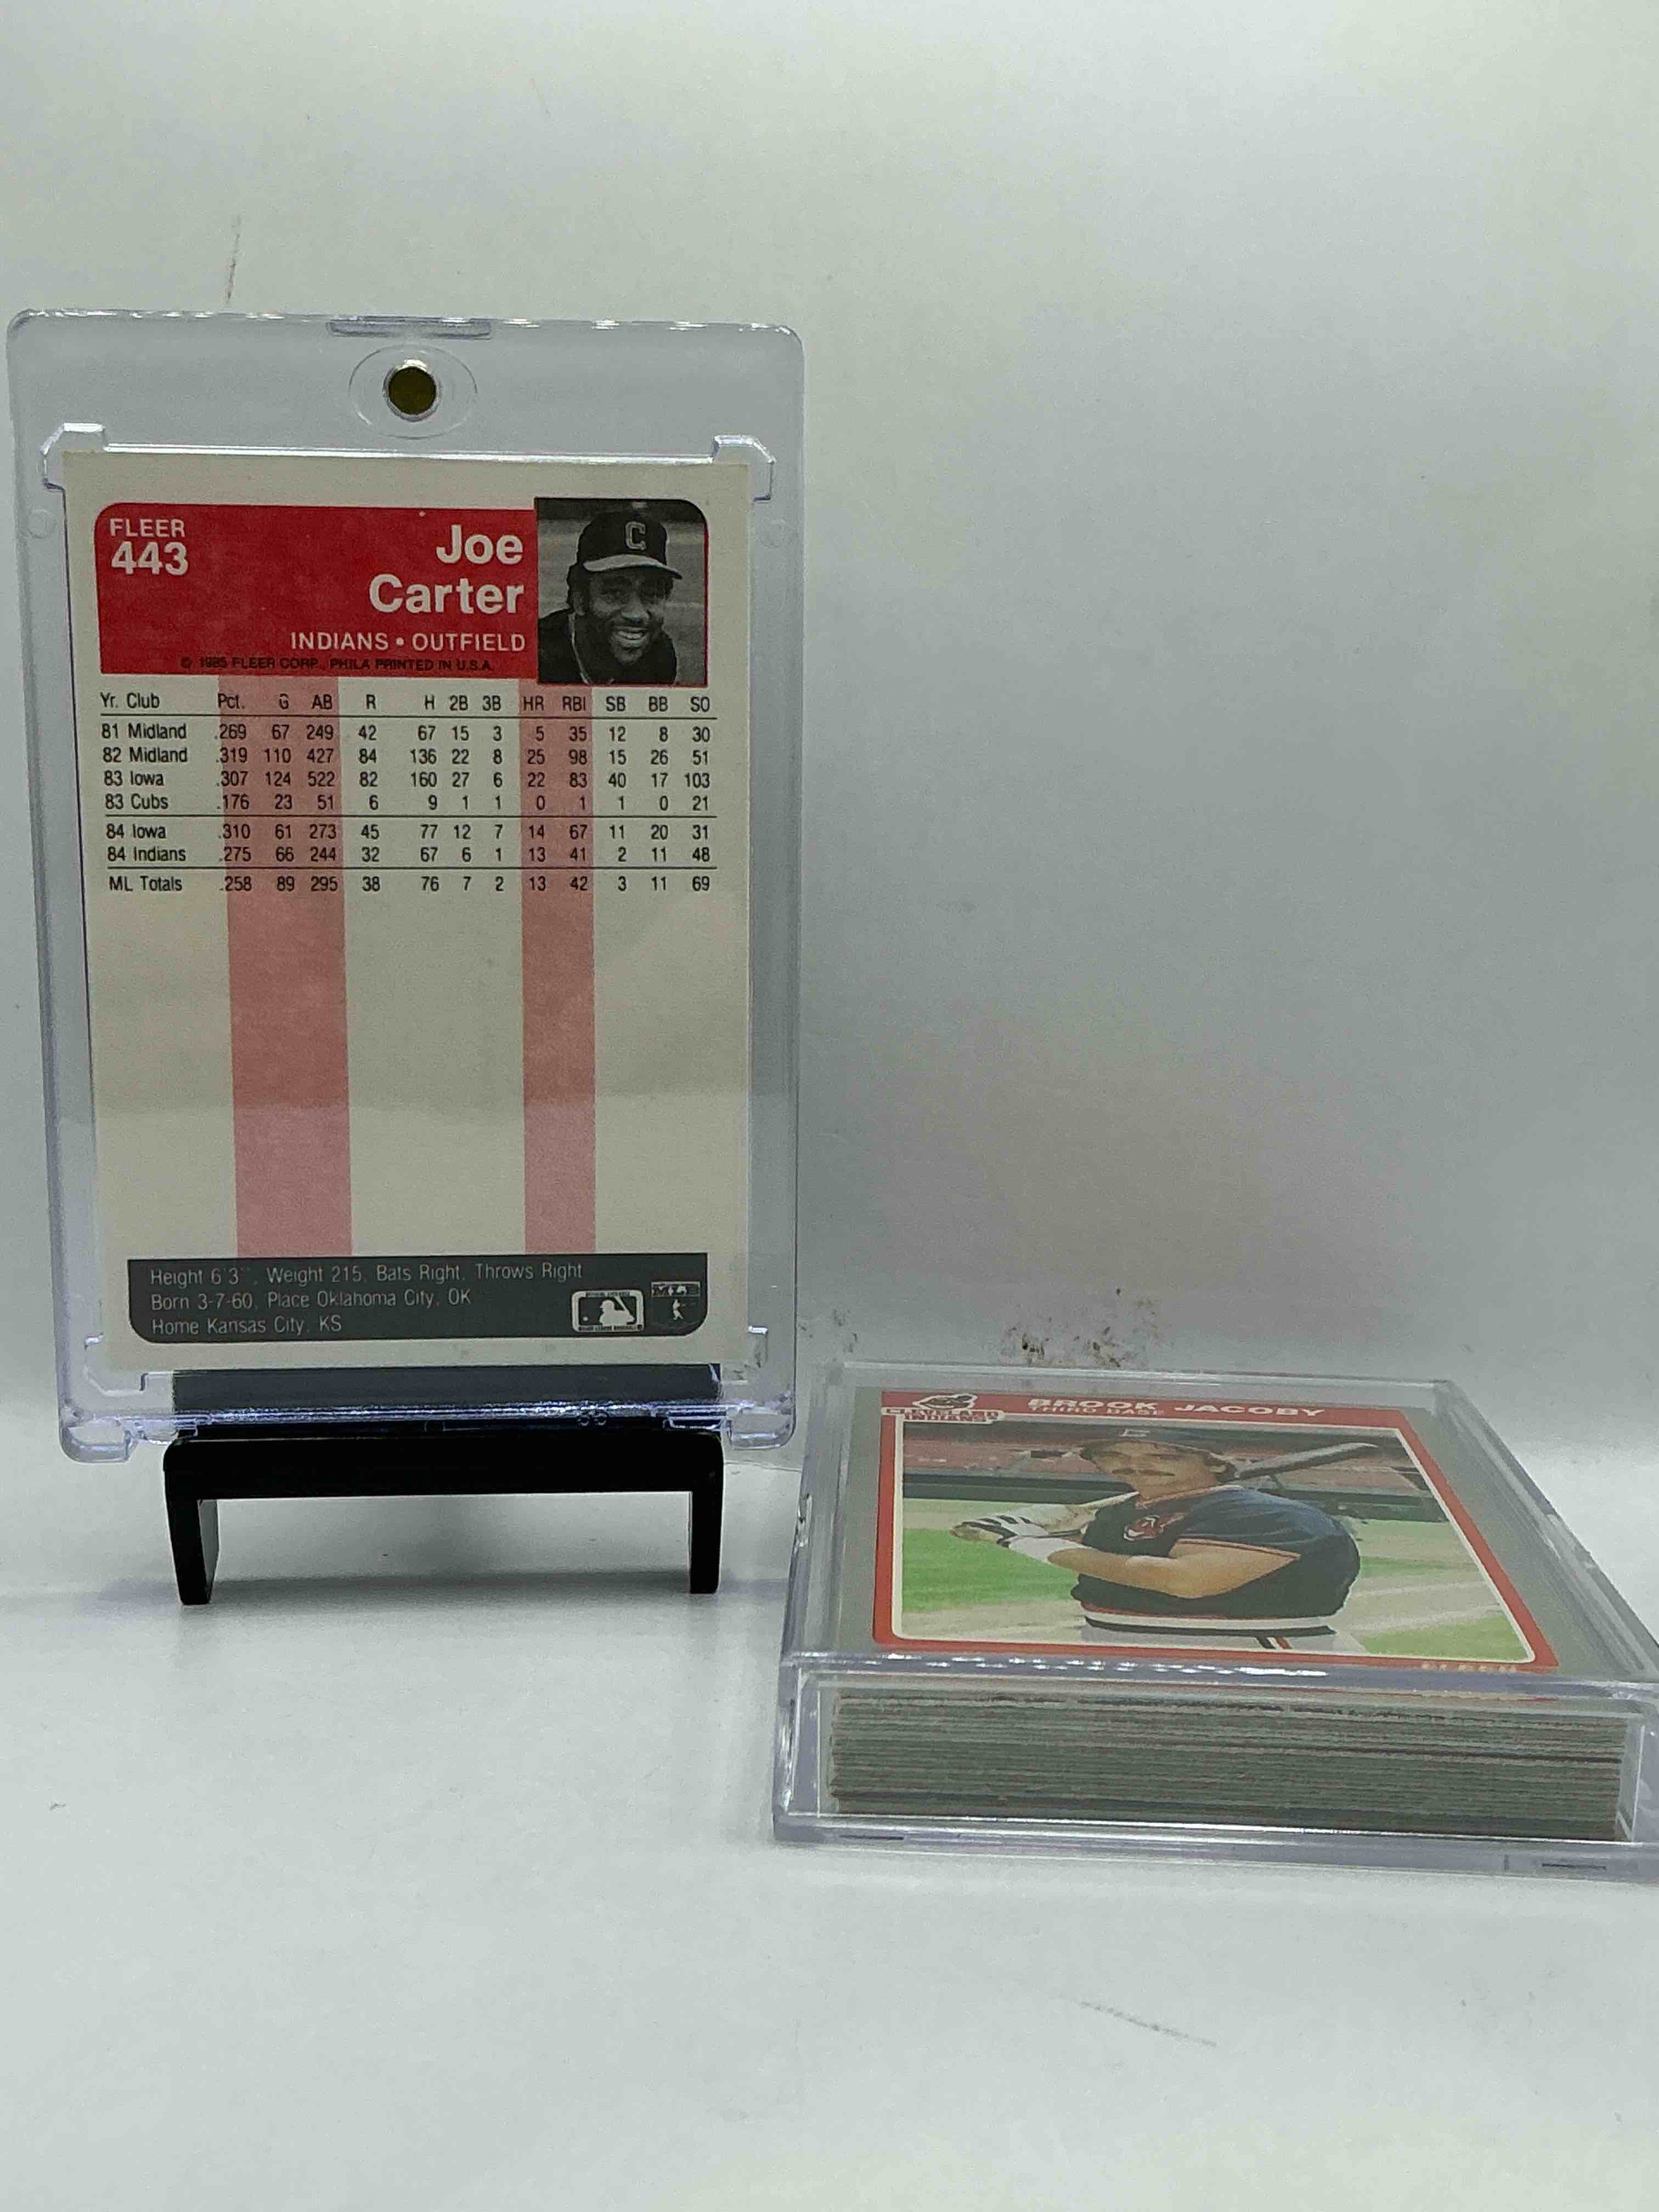 FLEER
443
Joe
Carter
INDIANS • OUTFIELD
© 1985 FLEER CORP., PHILA PRINTED IN U.S.A.
Yr. Club Pct. G AB R H 2B 3B HR RBI SB BB SO
81 Midland .269 67 249 42 67 15 3 5 35 12 8 30
82 Midland .319 110 427 84 136 22 8 25 98 15 26 51
83 Iowa .307 124 522 82 160 27 6 22 83 40 17 103
83 Cubs .176 23 51 6 9 1 1 0 1 1 0 21
84 Iowa .310 61 273 45 77 12 7 14 67 11 20 31
84 Indians .275 66 244 32 67 6 1 13 41 2 11 48
ML Totals .258 89 295 38 76 7 2 13 42 3 11 69
Height 6'3", Weight 215, Bats Right, Throws Right
Born 3-7-60, Place Oklahoma City, OK
Home Kansas City, KS
C
CLEVELAND
INDIANS
BROOK JACOBY
THIRD BASE
FLEER